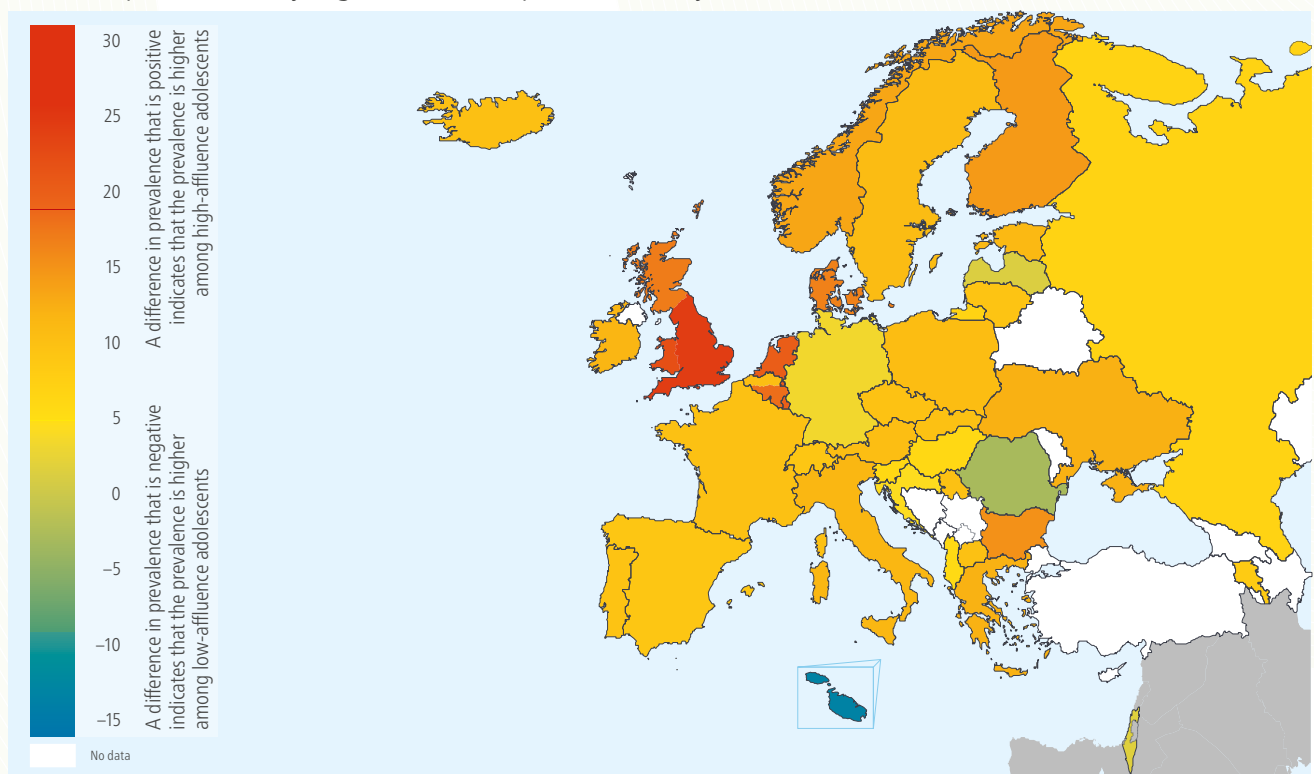 30
25
20
15
10
5
0
−5
−10
−15
A difference in prevalence that is positive
indicates that the prevalence is higher
among high-affluence adolescents
A difference in prevalence that is negative
indicates that the prevalence is higher
among low-affluence adolescents
No data